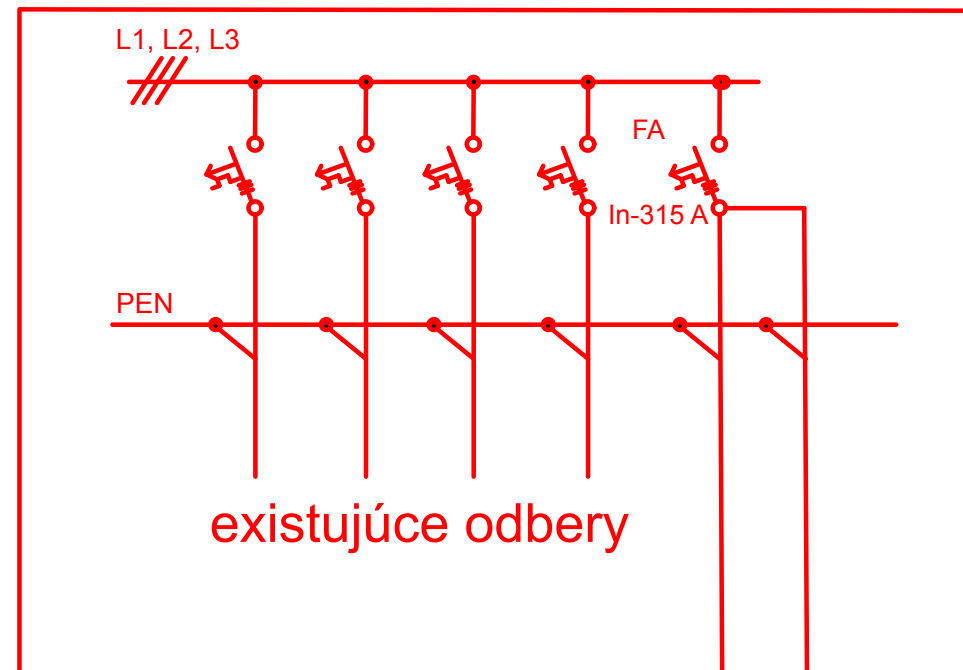 L1, L2, L3
FA
In-315 A
PEN
existujúce odbery